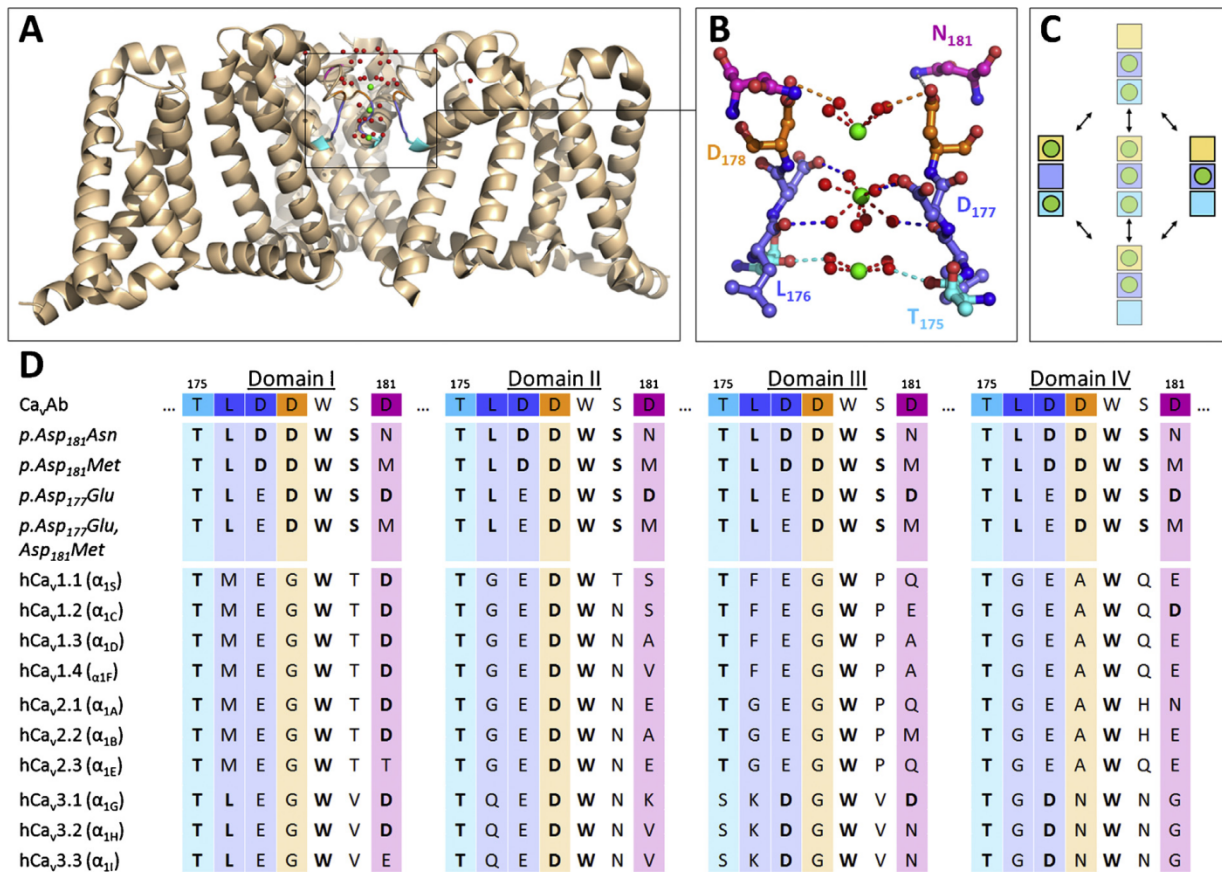 A
B
C
N181
D178
D177
L176
T175
D
175 Domain I 181 175 Domain II 181 175 Domain III 181 175 Domain IV 181
CavAb ... T L D D W S D ... T L D D W S D ... T L D D W S D ... T L D D W S D ...
p.Asp181Asn T L D D W S N T L D D W S N T L D D W S N T L D D W S N
p.Asp181Met T L D D W S M T L D D W S M T L D D W S M T L D D W S M
p.Asp177Glu T L E D W S D T L E D W S D T L E D W S D T L E D W S D
p.Asp177Glu, T L E D W S M T L E D W S M T L E D W S M T L E D W S M
Asp181Met
hCav1.1 (α1S) T M E G W T D T G E D W T S T F E G W P Q T G E A W Q E
hCav1.2 (α1C) T M E G W T D T G E D W N S T F E G W P E T G E A W Q D
hCav1.3 (α1D) T M E G W T D T G E D W N A T F E G W P A T G E A W Q E
hCav1.4 (α1F) T M E G W T D T G E D W N V T F E G W P A T G E A W Q E
hCav2.1 (α1A) T M E G W T D T G E D W N E T G E G W P Q T G E A W H N
hCav2.2 (α1B) T M E G W T D T G E D W N A T G E G W P M T G E A W H E
hCav2.3 (α1E) T M E G W T T T G E D W N E T G E G W P Q T G E A W Q E
hCav3.1 (α1G) T L E G W V D T Q E D W N K S K D G W V D T G D N W N G
hCav3.2 (α1H) T L E G W V D T Q E D W N V S K D G W V N T G D N W N G
hCav3.3 (α1I) T L E G W V E T Q E D W N V S K D G W V N T G D N W N G